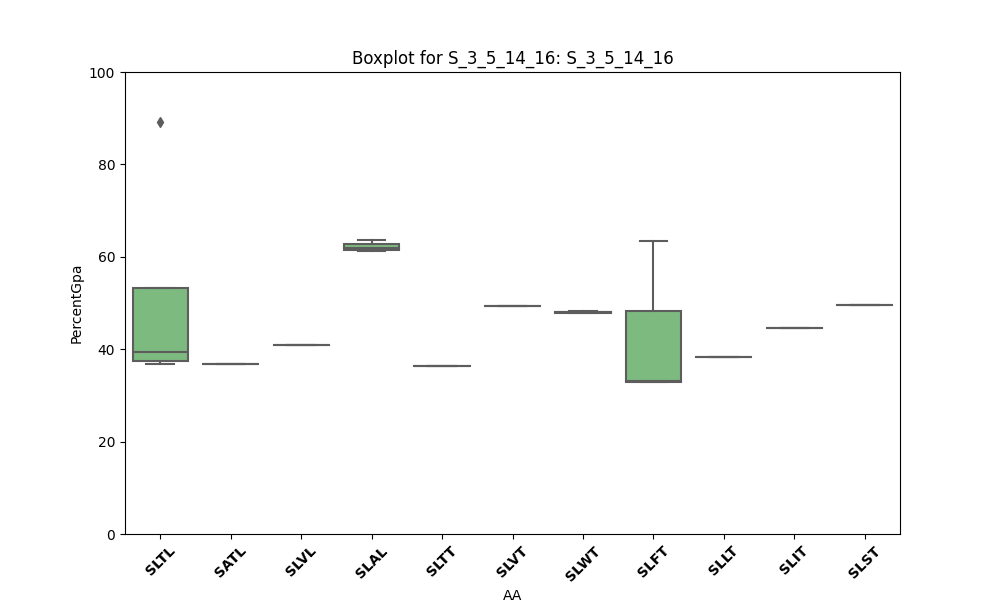 Boxplot for S_3_5_14_16: S_3_5_14_16
100
80
60
40
20
0
PercentGpa
SLTL
SATL
SLVL
SLAL
SLTT
SLVT
SLWT
SLFT
SLLT
SLIT
SLST
AA